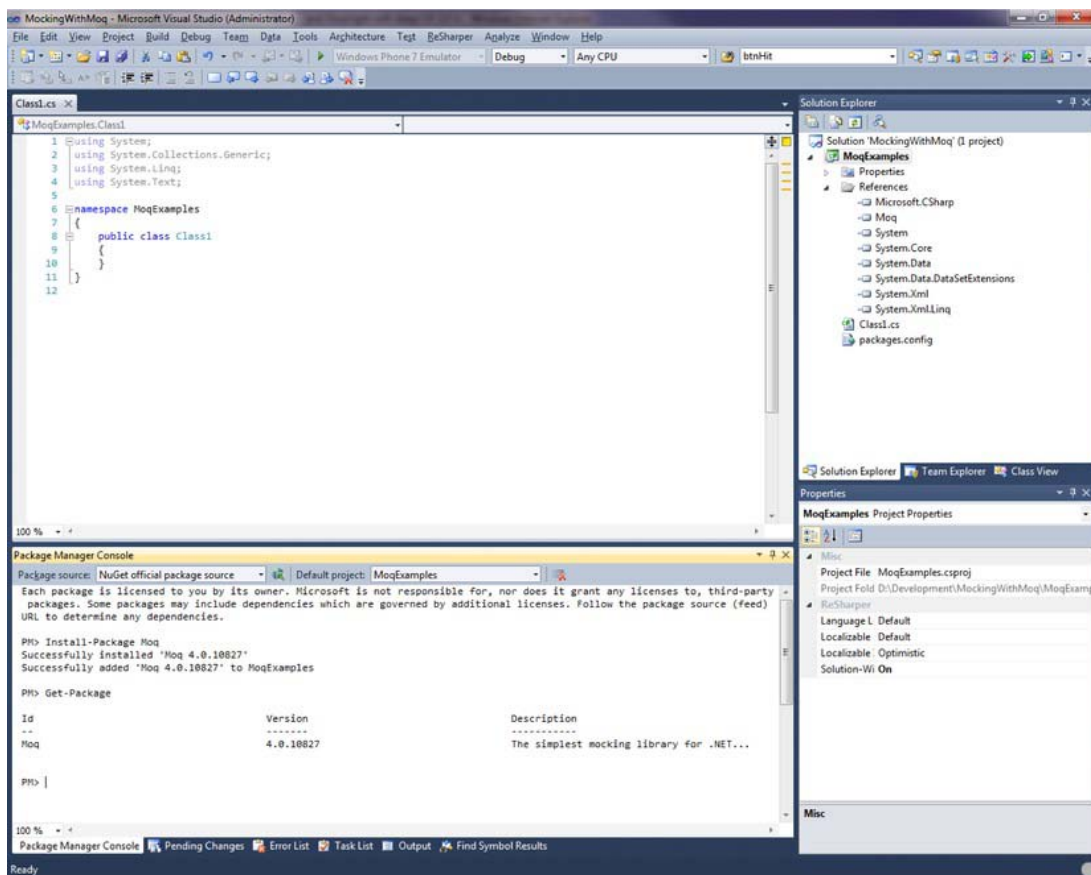 MockingWithMoq - Microsoft Visual Studio (Administrator)
File Edit View Project Build Debug Team Data Tools Architecture Test ReSharper Analyze Window Help
Windows Phone 7 Emulator Debug Any CPU btnHit
Class1.cs
MoqExamples.Class1
1 using System;
2 using System.Collections.Generic;
3 using System.Linq;
4 using System.Text;
5
6 namespace MoqExamples
7 {
8 public class Class1
9 {
10 }
11 }
12
100 %
Package Manager Console
Package source: NuGet official package source Default project: MoqExamples
Each package is licensed to you by its owner. Microsoft is not responsible for, nor does it grant any licenses to, third-party
packages. Some packages may include dependencies which are governed by additional licenses. Follow the package source (feed)
URL to determine any dependencies.
PM> Install-Package Moq
Successfully installed 'Moq 4.0.10827'
Successfully added 'Moq 4.0.10827' to MoqExamples
PM> Get-Package
Id Version Description
-- ------- -----------
Moq 4.0.10827 The simplest mocking library for .NET...
PM>
100 %
Package Manager Console Pending Changes Error List Task List Output Find Symbol Results
Ready
Solution Explorer
Solution 'MockingWithMoq' (1 project)
MoqExamples
Properties
References
Microsoft.CSharp
Moq
System
System.Core
System.Data
System.Data.DataSetExtensions
System.Xml
System.Xml.Linq
Class1.cs
packages.config
Solution Explorer Team Explorer Class View
Properties
MoqExamples Project Properties
Misc
Project File MoqExamples.csproj
Project Fold D:\Development\MockingWithMoq\MoqExamp
ReSharper
Language L Default
Localizable Default
Localizable Optimistic
Solution-Wi On
Misc